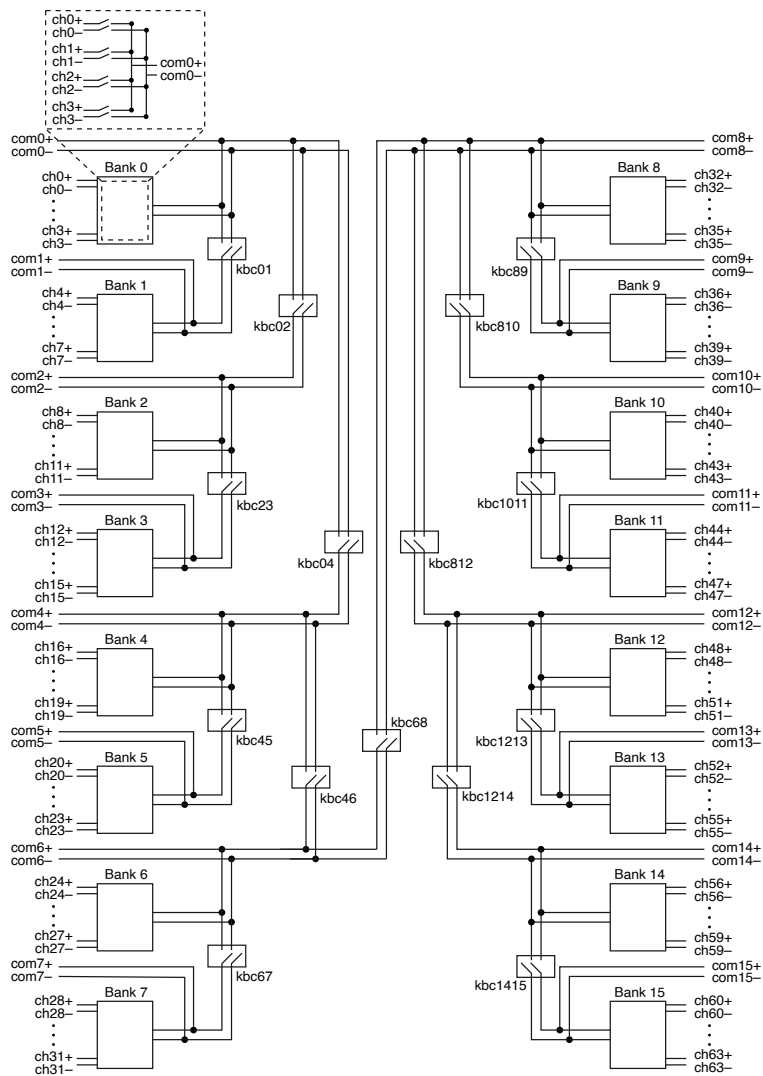 ch0+
ch0–
ch1+
ch1–
ch2+
ch2–
ch3+
ch3–
com0+
com0–
com0+
com0–
Bank 0
ch0+
ch0–
ch3+
ch3–
kbc01
com1+
com1–
Bank 1
ch4+
ch4–
ch7+
ch7–
kbc02
com2+
com2–
Bank 2
ch8+
ch8–
ch11+
ch11–
kbc23
com3+
com3–
Bank 3
ch12+
ch12–
ch15+
ch15–
kbc04
com4+
com4–
Bank 4
ch16+
ch16–
ch19+
ch19–
kbc45
com5+
com5–
Bank 5
ch20+
ch20–
ch23+
ch23–
kbc46
kbc68
com6+
com6–
Bank 6
ch24+
ch24–
ch27+
ch27–
kbc67
com7+
com7–
Bank 7
ch28+
ch28–
ch31+
ch31–
com8+
com8–
Bank 8
ch32+
ch32–
ch35+
ch35–
kbc89
com9+
com9–
Bank 9
ch36+
ch36–
ch39+
ch39–
kbc810
com10+
com10–
Bank 10
ch40+
ch40–
ch43+
ch43–
kbc1011
com11+
com11–
Bank 11
ch44+
ch44–
ch47+
ch47–
kbc812
com12+
com12–
Bank 12
ch48+
ch48–
ch51+
ch51–
kbc1213
com13+
com13–
Bank 13
ch52+
ch52–
ch55+
ch55–
kbc1214
com14+
com14–
Bank 14
ch56+
ch56–
ch59+
ch59–
kbc1415
com15+
com15–
Bank 15
ch60+
ch60–
ch63+
ch63–